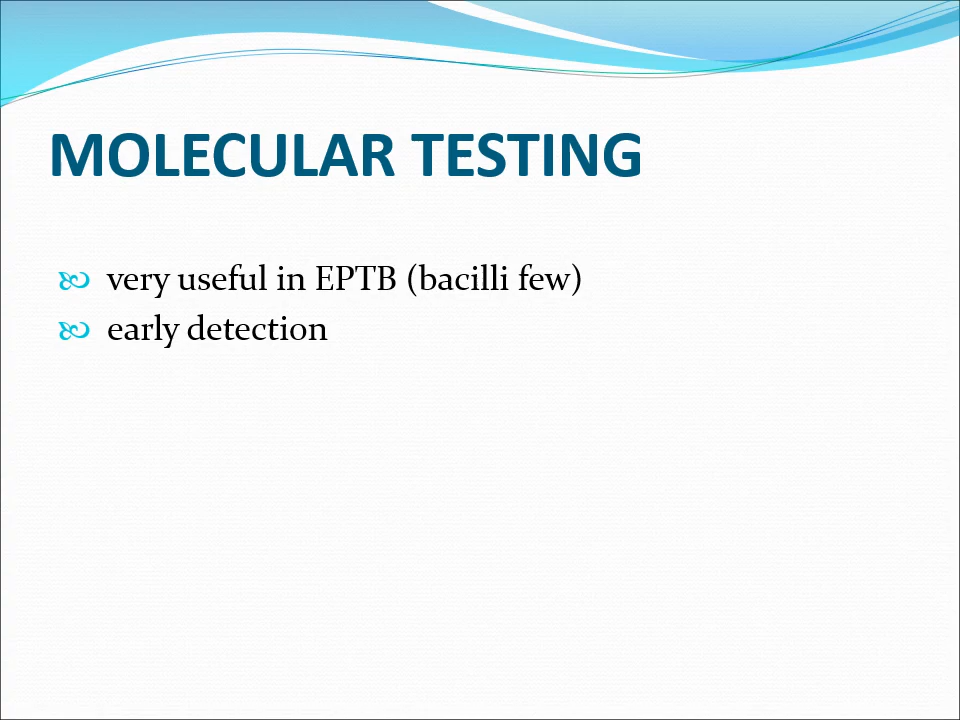 MOLECULAR TESTING
very useful in EPTB (bacilli few)
early detection